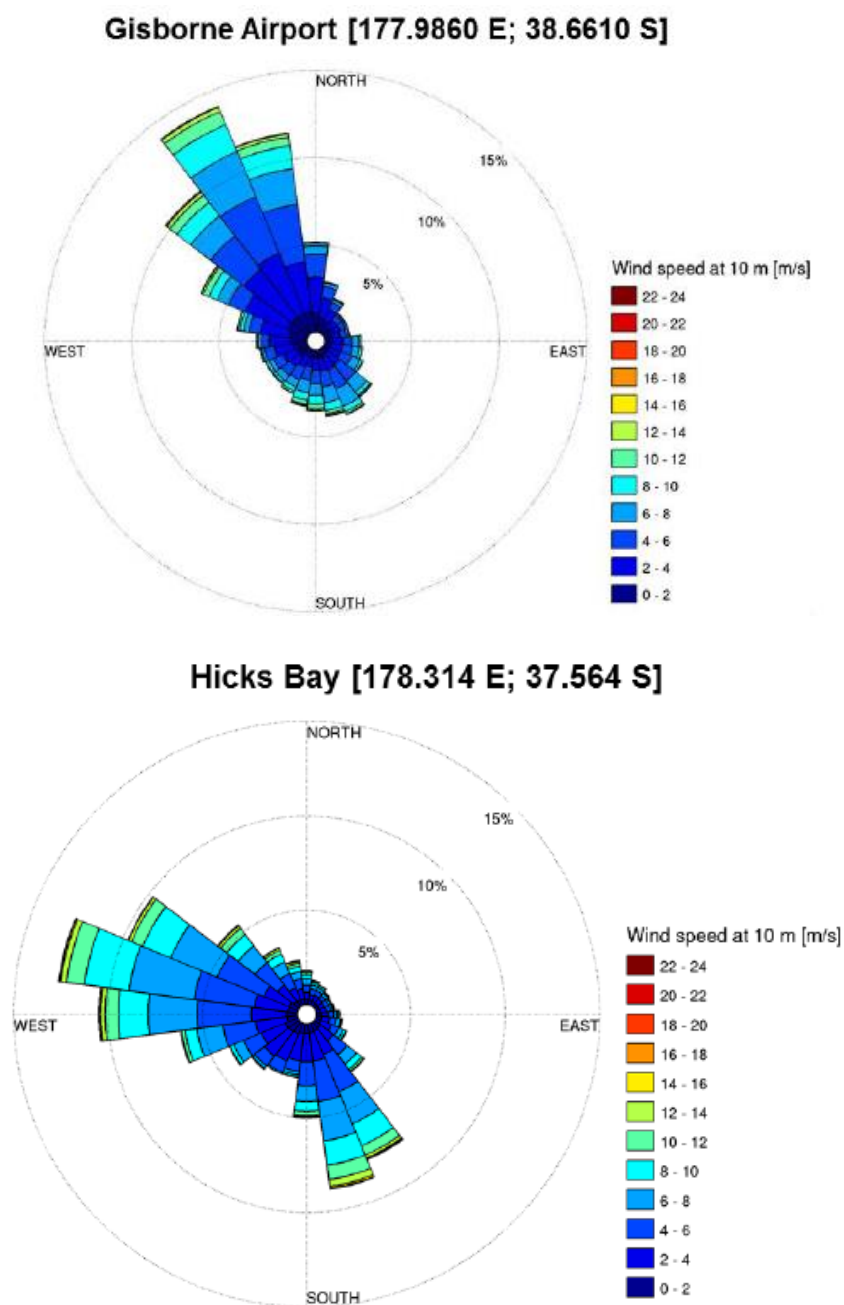 Gisborne Airport [177.9860 E; 38.6610 S]
NORTH
15%
10%
5%
WEST
EAST
SOUTH
Wind speed at 10 m [m/s]
22 - 24
20 - 22
18 - 20
16 - 18
14 - 16
12 - 14
10 - 12
8 - 10
6 - 8
4 - 6
2 - 4
0 - 2
Hicks Bay [178.314 E; 37.564 S]
NORTH
15%
10%
5%
WEST
EAST
SOUTH
Wind speed at 10 m [m/s]
22 - 24
20 - 22
18 - 20
16 - 18
14 - 16
12 - 14
10 - 12
8 - 10
6 - 8
4 - 6
2 - 4
0 - 2